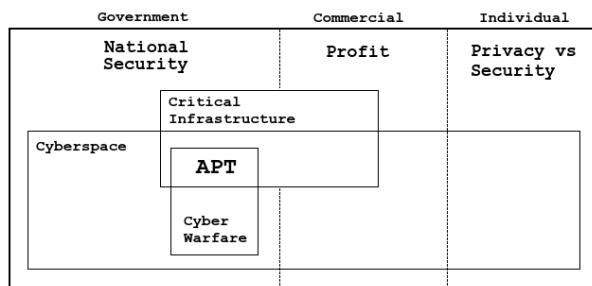 Government Commercial Individual
National Security
Profit
Privacy vs Security
Critical Infrastructure
Cyberspace
APT
Cyber Warfare